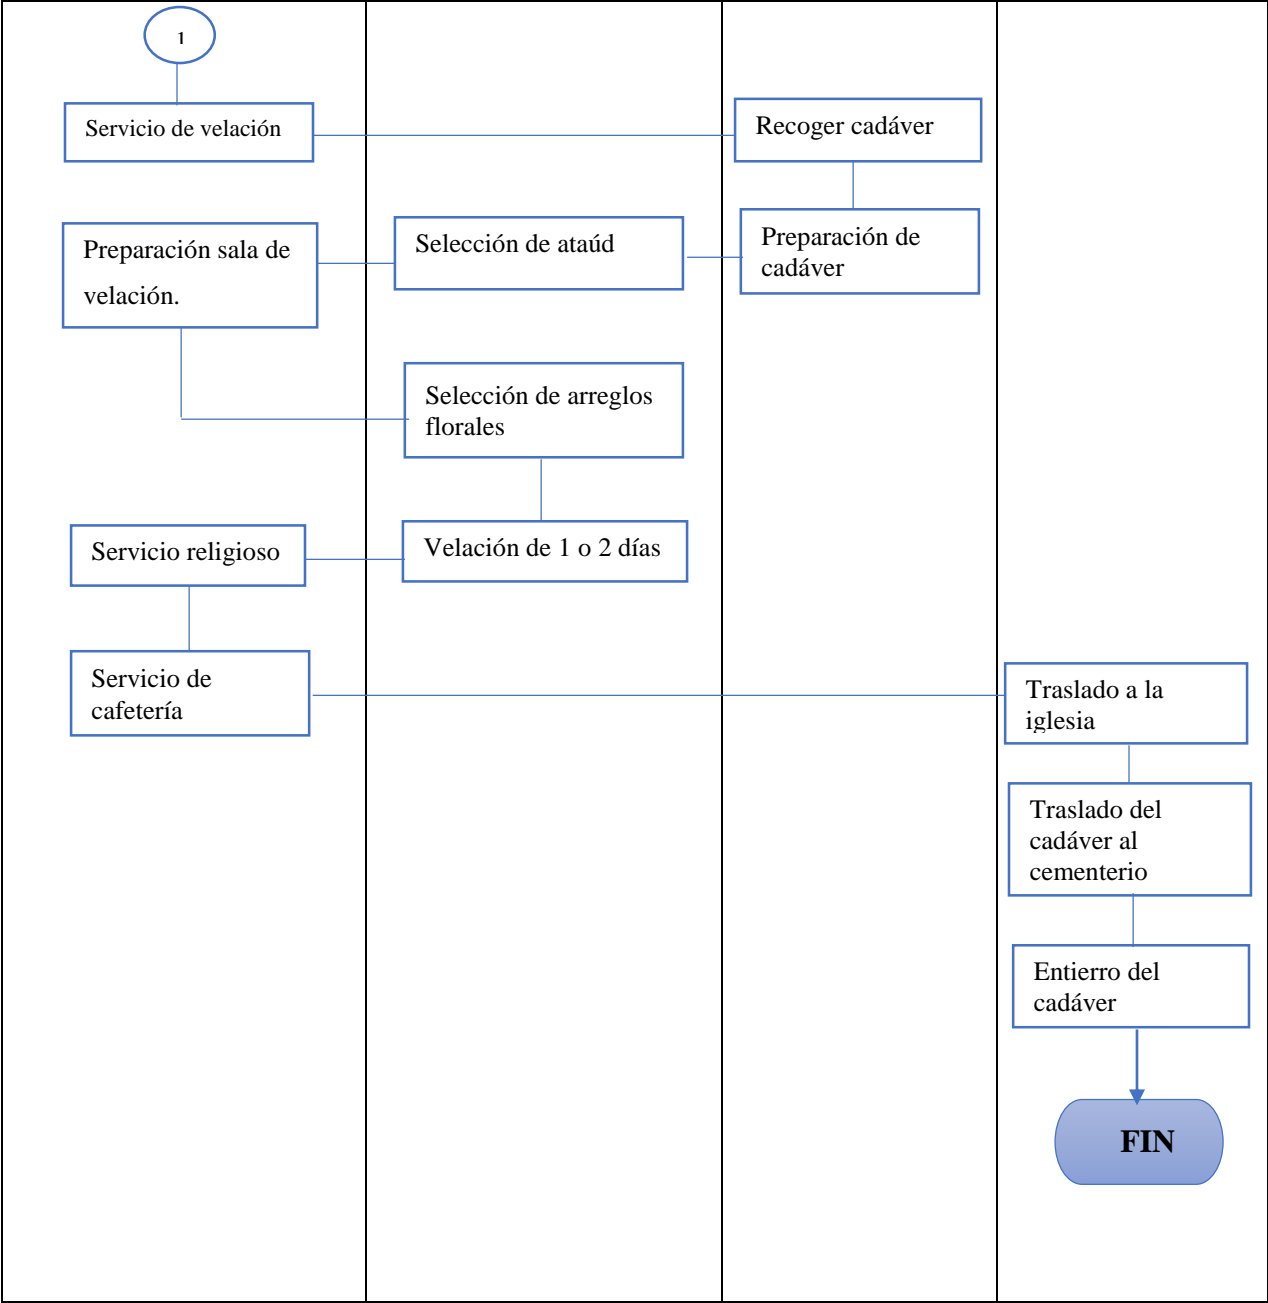 1
Servicio de velación
Recoger cadáver
Preparación sala de
velación.
Selección de ataúd
Preparación de
cadáver
Selección de arreglos
florales
Servicio religioso
Velación de 1 o 2 días
Servicio de
cafetería
Traslado a la
iglesia
Traslado del
cadáver al
cementerio
Entierro del
cadáver
FIN